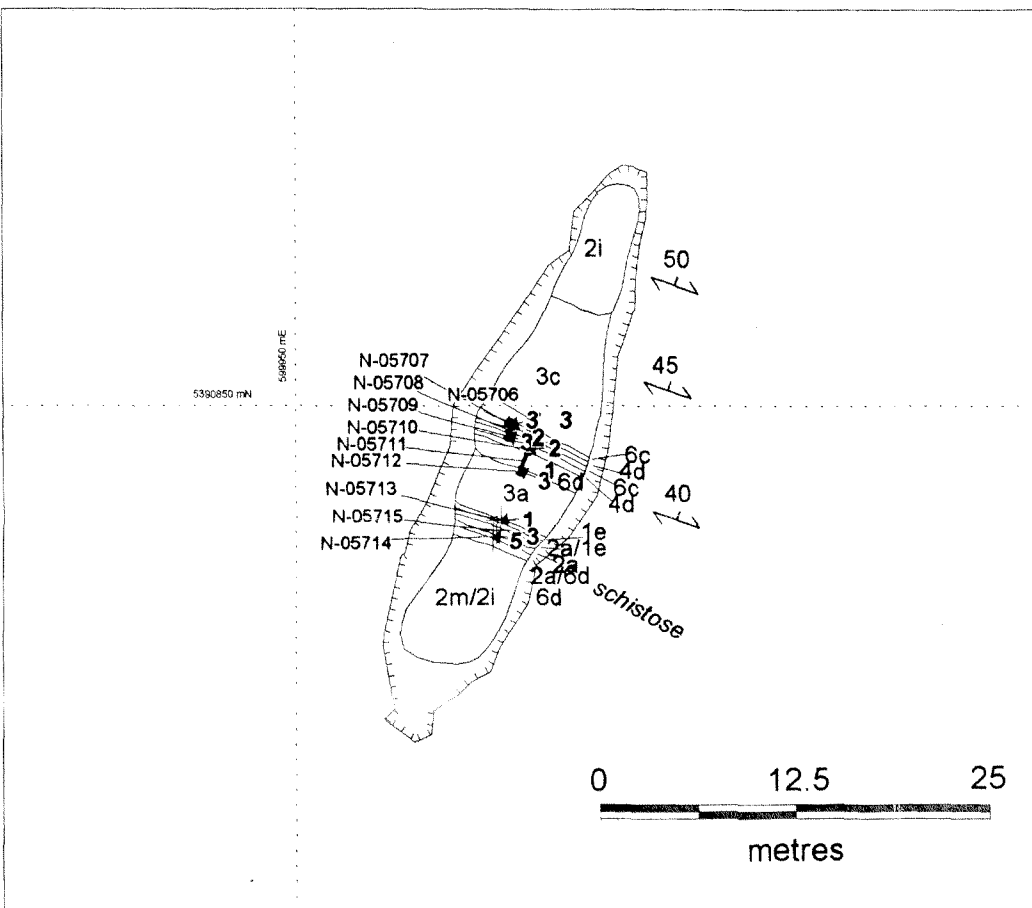 2i
50
599950 mE
N-05707
N-05708
N-05706
3c
45
5390850 mN
N-05709
3
3
N-05710
2
N-05711
3
2
6c
N-05712
1
4d
3
6d
6c
3a
4d
40
N-05713
1
1e
N-05715
3
2a/1e
N-05714
5
2a
2a/6d
2m/2i
6d
schistose
0
12.5
25
metres